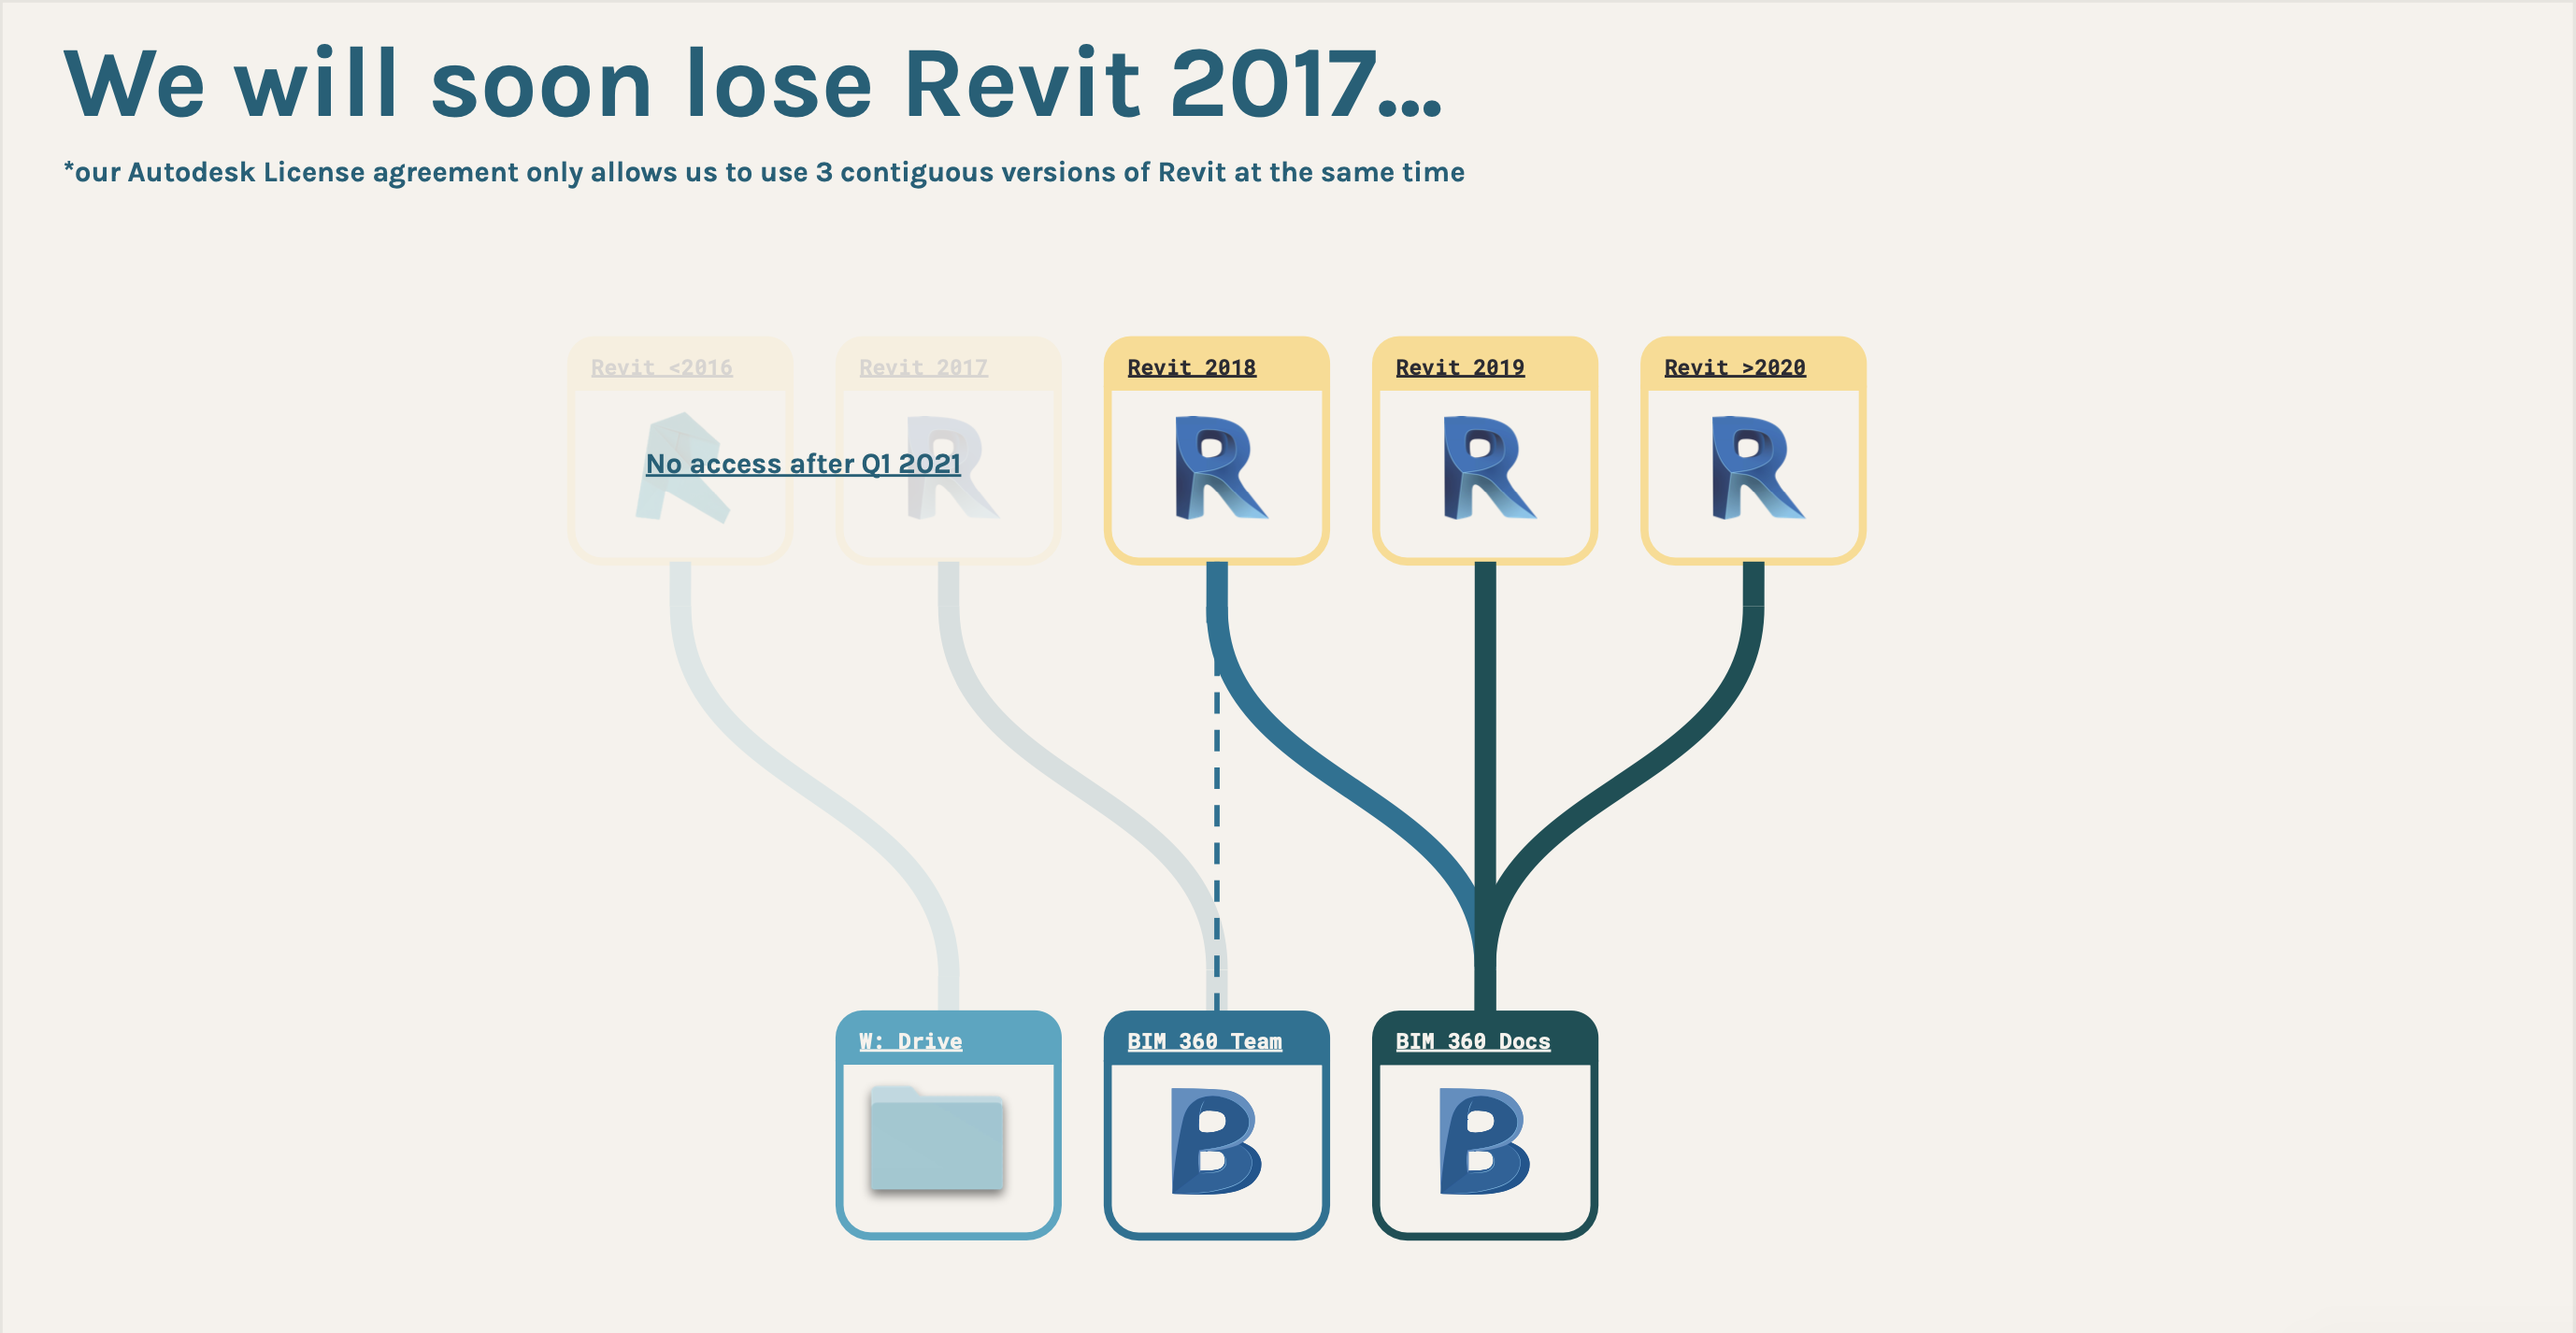 We will soon lose Revit 2017...
*our Autodesk License agreement only allows us to use 3 contiguous versions of Revit at the same time
Revit <2016
Revit 2017
Revit 2018
Revit 2019
Revit >2020
No access after Q1 2021
W: Drive
BIM 360 Team
BIM 360 Docs